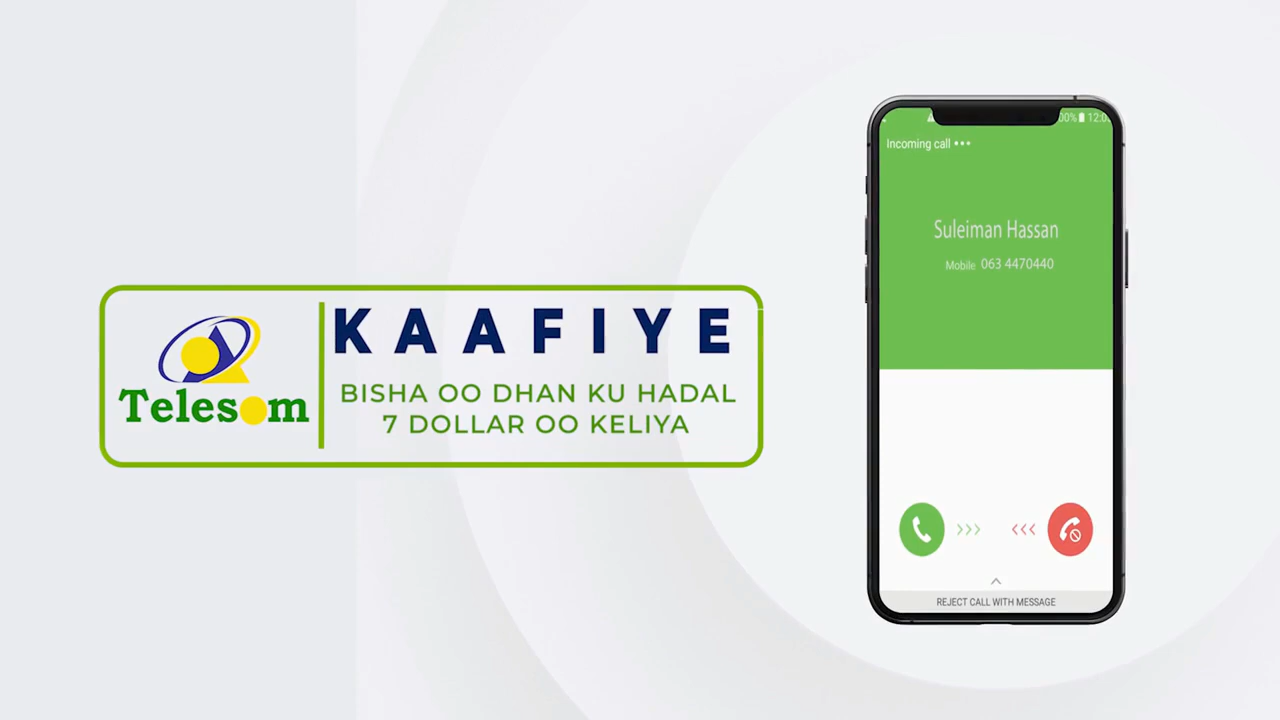 Telesom
KAAFIYE
BISHA OO DHAN KU HADAL
7 DOLLAR OO KELIYA
Incoming call •••
Suleiman Hassan
Mobile 063 4470440
REJECT CALL WITH MESSAGE